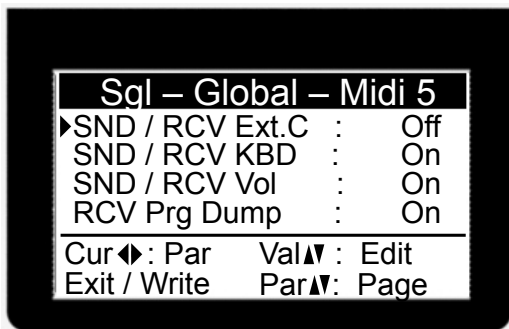 Sgl – Global – Midi 5
SND / RCV Ext.C : Off
SND / RCV KBD : On
SND / RCV Vol : On
RCV Prg Dump : On
Cur : Par Val : Edit
Exit / Write Par : Page